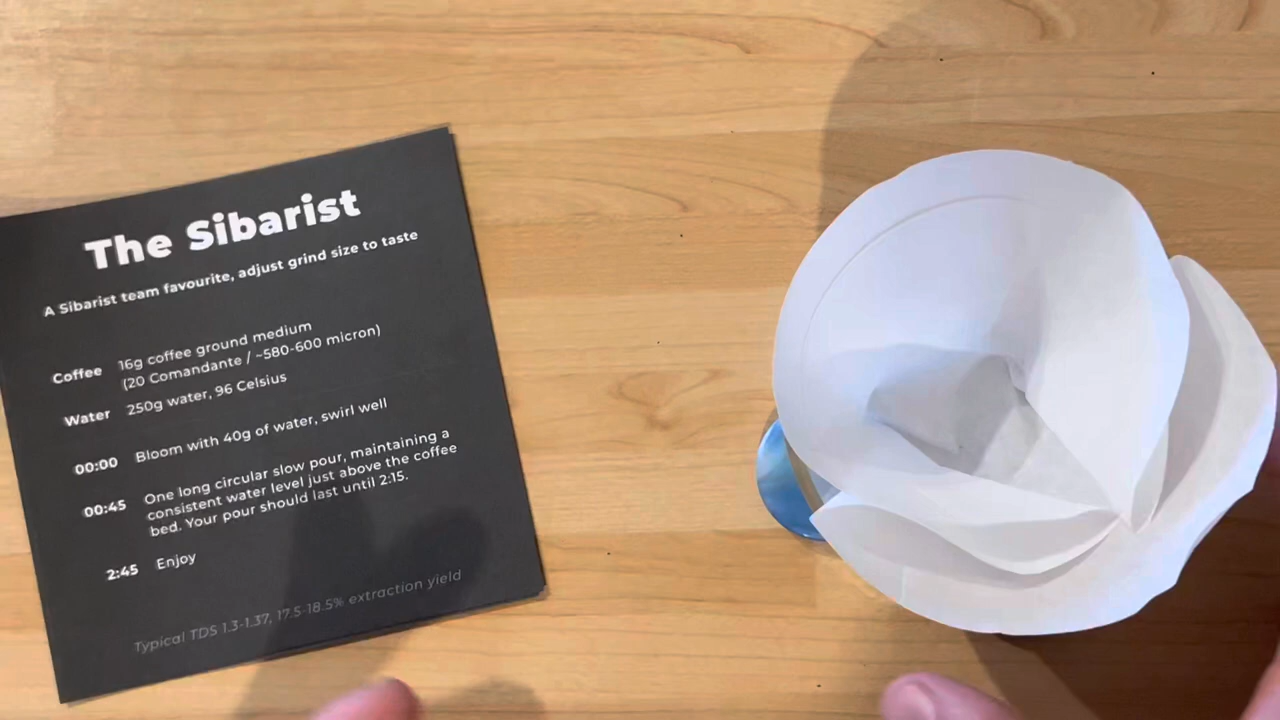 The Sibarist
A Sibarist team favourite, adjust grind size to taste
Coffee 16g coffee ground medium
(20 Comandante / ~580-600 micron)
Water 250g water, 96 Celsius
00:00 Bloom with 40g of water, swirl well
00:45 One long circular slow pour, maintaining a
consistent water level just above the coffee
bed. Your pour should last until 2:15.
2:45 Enjoy
Typical TDS 1.3-1.37, 17.5-18.5% extraction yield